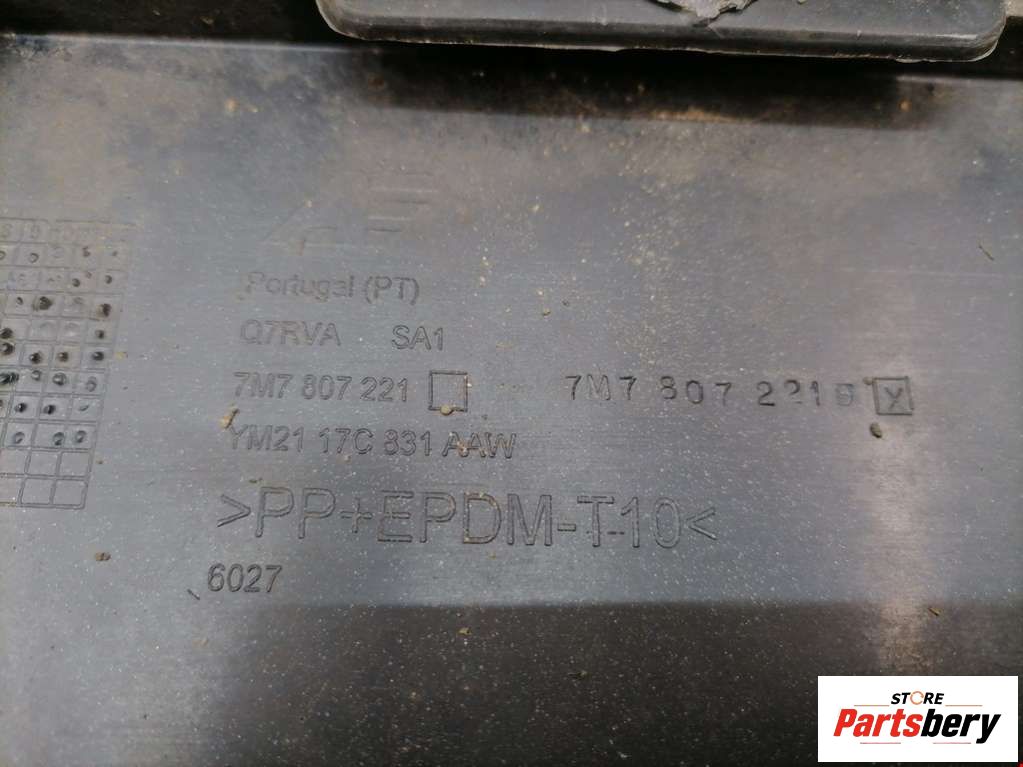 Portugal (PT)
Q7RVA SA1
7M7 807 221 7M7 807 221 Y
YM21 17C 831 AAW
>PP+EPDM-T10<
6027
STORE
Partsbery